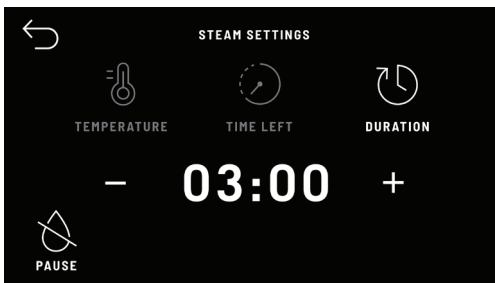 STEAM SETTINGS
TEMPERATURE
TIME LEFT
DURATION
− 03:00 +
PAUSE